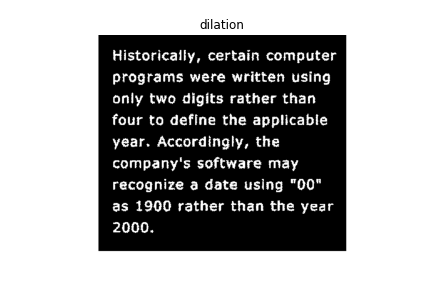 dilation
Historically, certain computer
programs were written using
only two digits rather than
four to define the applicable
year. Accordingly, the
company's software may
recognize a date using "00"
as 1900 rather than the year
2000.